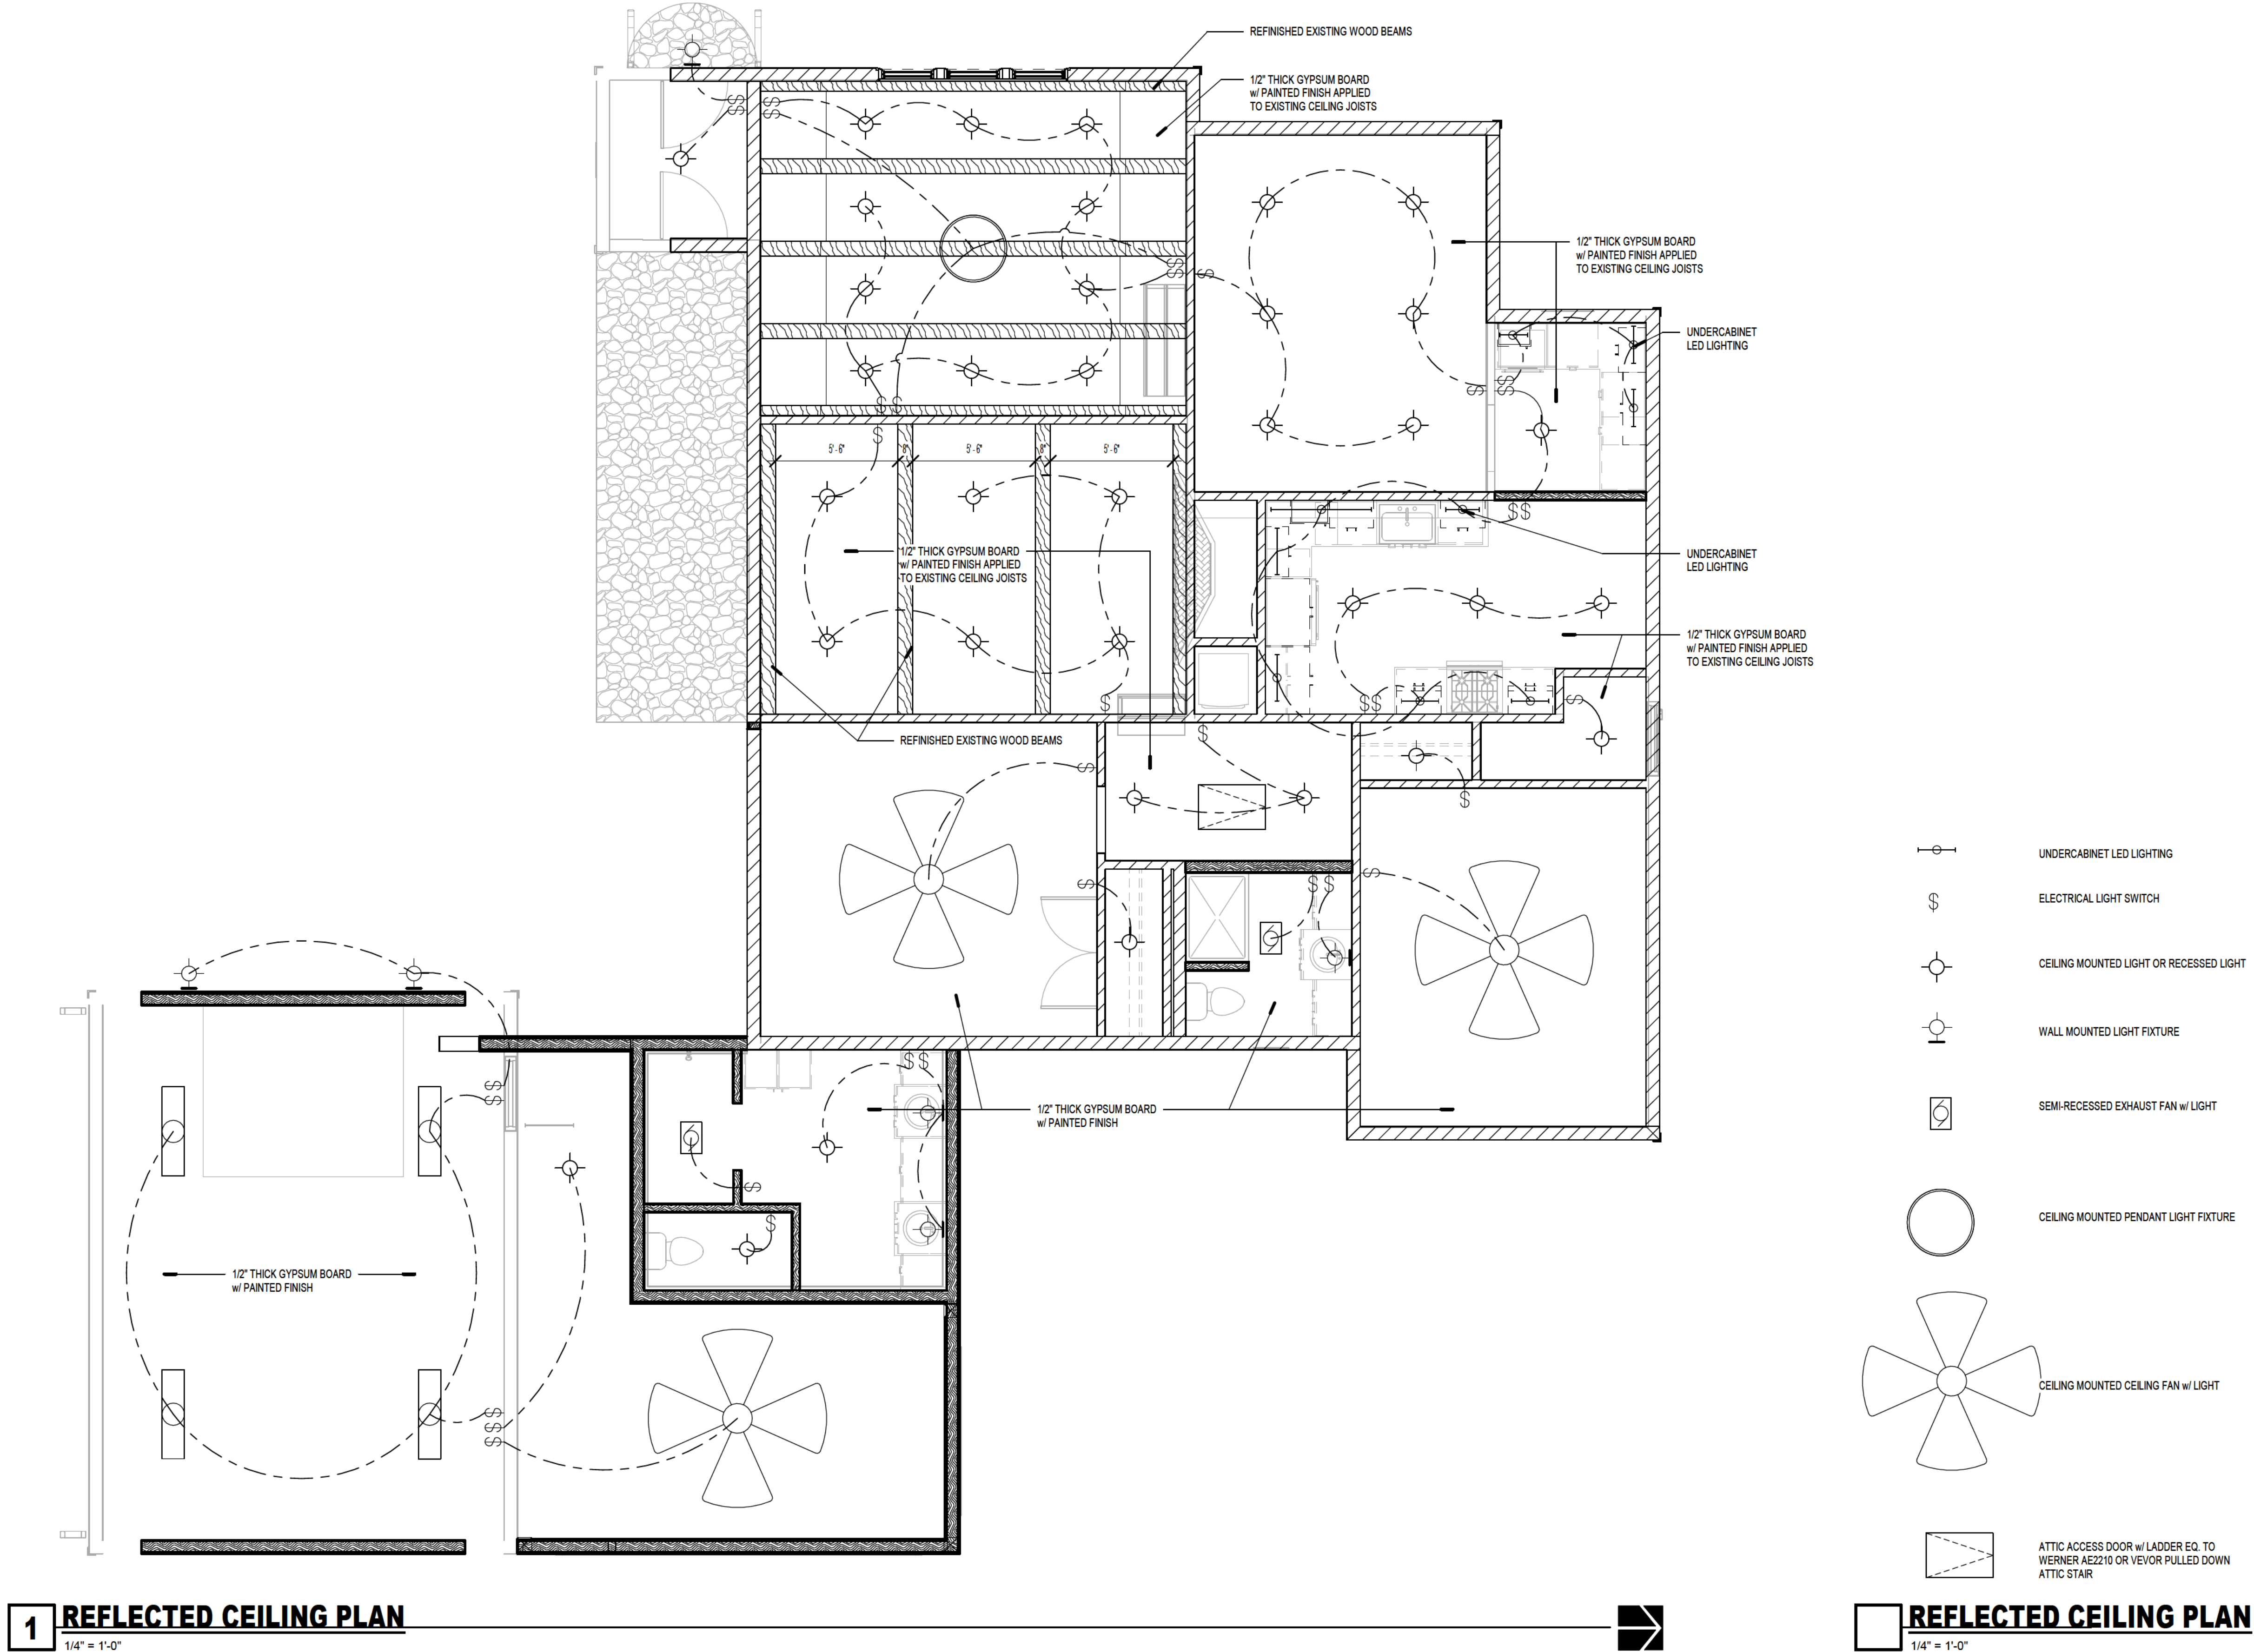 REFINISHED EXISTING WOOD BEAMS
1/2" THICK GYPSUM BOARD
w/ PAINTED FINISH APPLIED
TO EXISTING CEILING JOISTS
1/2" THICK GYPSUM BOARD
w/ PAINTED FINISH APPLIED
TO EXISTING CEILING JOISTS
UNDERCABINET
LED LIGHTING
5'-6"
8"
5'-6"
8"
5'-6"
1/2" THICK GYPSUM BOARD
w/ PAINTED FINISH APPLIED
TO EXISTING CEILING JOISTS
UNDERCABINET
LED LIGHTING
1/2" THICK GYPSUM BOARD
w/ PAINTED FINISH APPLIED
TO EXISTING CEILING JOISTS
REFINISHED EXISTING WOOD BEAMS
1/2" THICK GYPSUM BOARD
w/ PAINTED FINISH
1/2" THICK GYPSUM BOARD
w/ PAINTED FINISH
UNDERCABINET LED LIGHTING
ELECTRICAL LIGHT SWITCH
CEILING MOUNTED LIGHT OR RECESSED LIGHT
WALL MOUNTED LIGHT FIXTURE
SEMI-RECESSED EXHAUST FAN w/ LIGHT
CEILING MOUNTED PENDANT LIGHT FIXTURE
CEILING MOUNTED CEILING FAN w/ LIGHT
ATTIC ACCESS DOOR w/ LADDER EQ. TO
WERNER AE2210 OR VEVOR PULLED DOWN
ATTIC STAIR
1 REFLECTED CEILING PLAN
1/4" = 1'-0"
REFLECTED CEILING PLAN
1/4" = 1'-0"